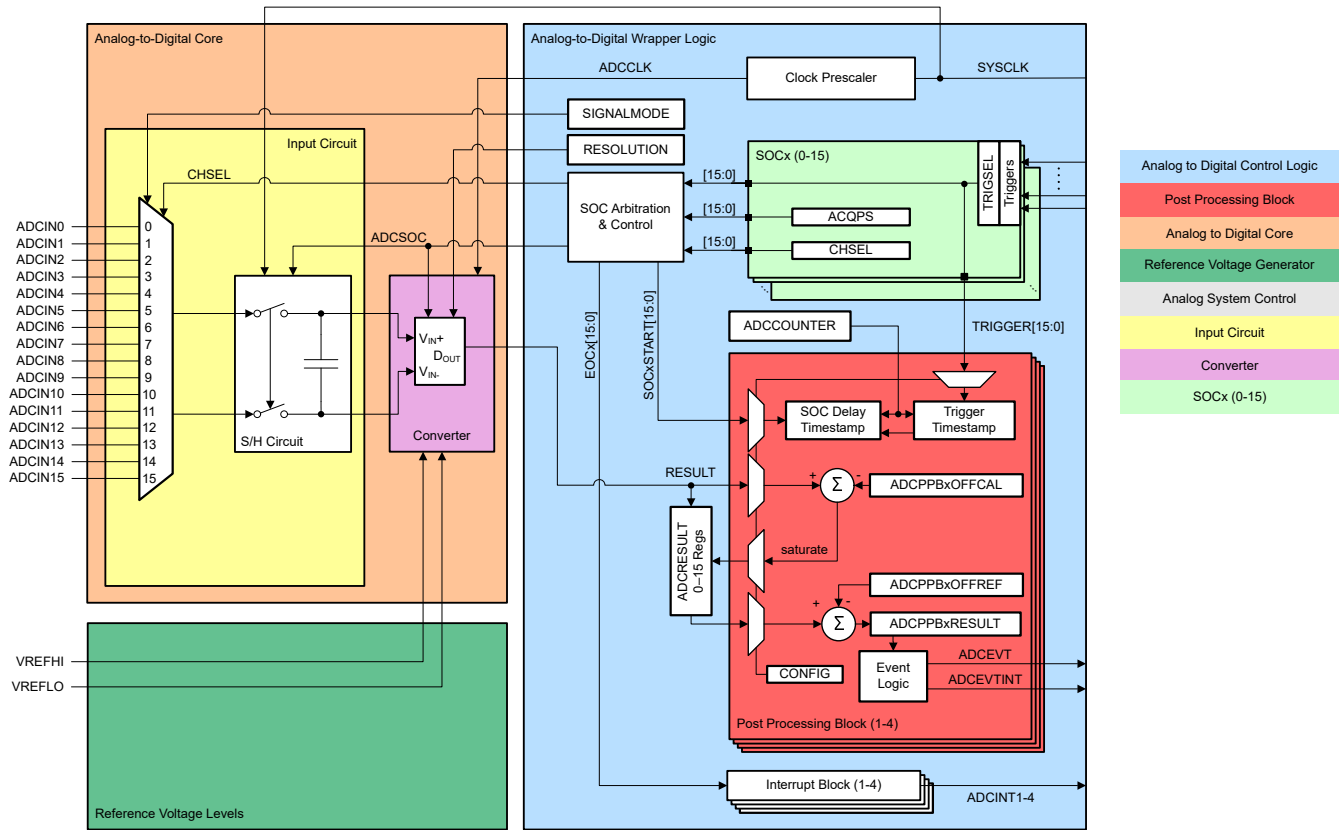 Analog-to-Digital Core
Analog-to-Digital Wrapper Logic
ADCCLK
Clock Prescaler
SYSCLK
SIGNALMODE
RESOLUTION
Input Circuit
CHSEL
SOC Arbitration
& Control
[15:0]
[15:0]
[15:0]
SOCx (0-15)
ACQPS
CHSEL
TRIGSEL
Triggers
ADCIN0
ADCIN1
ADCIN2
ADCIN3
ADCIN4
ADCIN5
ADCIN6
ADCIN7
ADCIN8
ADCIN9
ADCIN10
ADCIN11
ADCIN12
ADCIN13
ADCIN14
ADCIN15
0
1
2
3
4
5
6
7
8
9
10
11
12
13
14
15
ADCSOC
S/H Circuit
VIN+
DOUT
VIN-
Converter
EOCx[15:0]
SOCxSTART[15:0]
ADCCOUNTER
TRIGGER[15:0]
SOC Delay
Timestamp
Trigger
Timestamp
RESULT
+
Σ
-
ADCPPBxOFFCAL
ADCRESULT
0–15 Regs
saturate
ADCPPBxOFFREF
+
-
Σ
ADCPPBxRESULT
CONFIG
Event
Logic
ADCEVT
ADCEVTINT
Post Processing Block (1-4)
Interrupt Block (1-4)
ADCINT1-4
VREFHI
VREFLO
Reference Voltage Levels
Analog to Digital Control Logic
Post Processing Block
Analog to Digital Core
Reference Voltage Generator
Analog System Control
Input Circuit
Converter
SOCx (0-15)